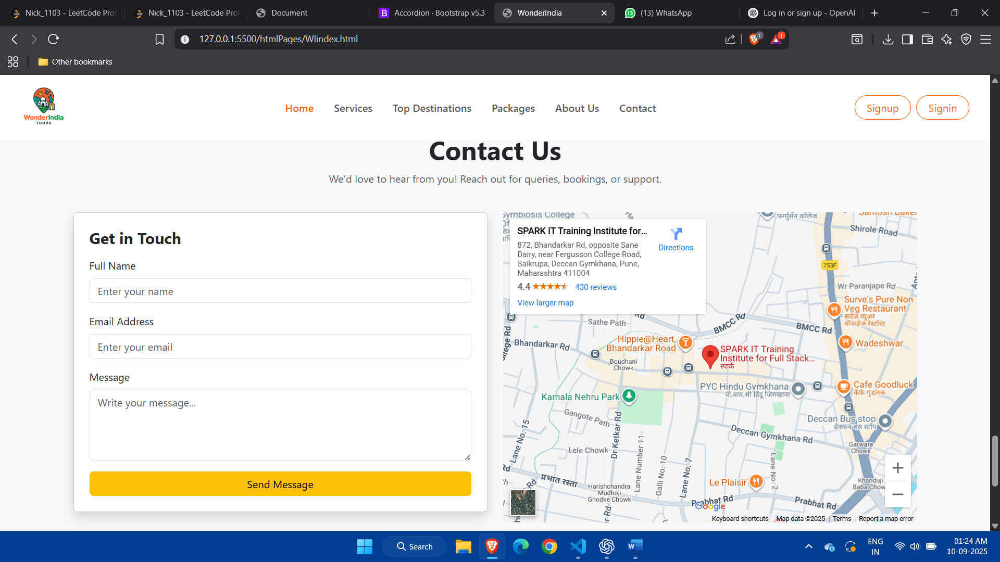 Nick_1103 - LeetCode Prof
Nick_1103 - LeetCode Prof
Document
B
Accordion · Bootstrap v5.3
WonderIndia
13
(13) WhatsApp
Log in or sign up - OpenAI
127.0.0.1:5500/htmlPages/WIindex.html
1
1
Other bookmarks
WonderIndia
TOURS
Home
Services
Top Destinations
Packages
About Us
Contact
Signup
Signin
Contact Us
We’d love to hear from you! Reach out for queries, bookings, or support.
Get in Touch
Full Name
Enter your name
Email Address
Enter your email
Message
Write your message...
Send Message
Symbiosis College
फर्ग्युसन कॉलेज
Shirole Road
SPARK IT Training Institute for...
872, Bhandarkar Rd, opposite Sane
Dairy, near Fergusson College Road,
Saikrupa, Deccan Gymkhana, Pune,
Maharashtra 411004
4.4
430 reviews
View larger map
Directions
753F
Wr Paranjape Rd
Surve's Pure Non
Veg Restaurant
सर्वेज प्युअर
नॉनव्हेज रेस्टॉरंट
Sathe Path
BMCC Rd
BMCC Rd
Bhandarkar Rd
Hippie@Heart,
Bhandarkar Road
Wadeshwar
Boudhani
Chowk
SPARK IT Training
Institute for Full Stack...
स्पार्क
PYC Hindu Gymkhana
पी.वाय.सी हिंदू जिमखाना
Cafe Goodluck
कॅफे गुडलक
Kamala Nehru Park
Gangote Path
Dr Ketkar Rd
Deccan Bus stop
डेक्कन बस स्टॉप
Deccan Gymkhana Rd
Lane No. 15
Lele Chowk
Lane Number 11
Galli No. 10
Lane No. 7
Lane No. 2
Garware
Chowk
Khanduji
Baba Chow
प्रभात रस्ता
Harishchandra
Mudhoji
Ghodke Chowk
Le Plaisir
Prabhat Rd
Prabhat Rd
Google
Keyboard shortcuts
Map data ©2025
Terms
Report a map error
Search
W
ENG
IN
01:24 AM
10-09-2025